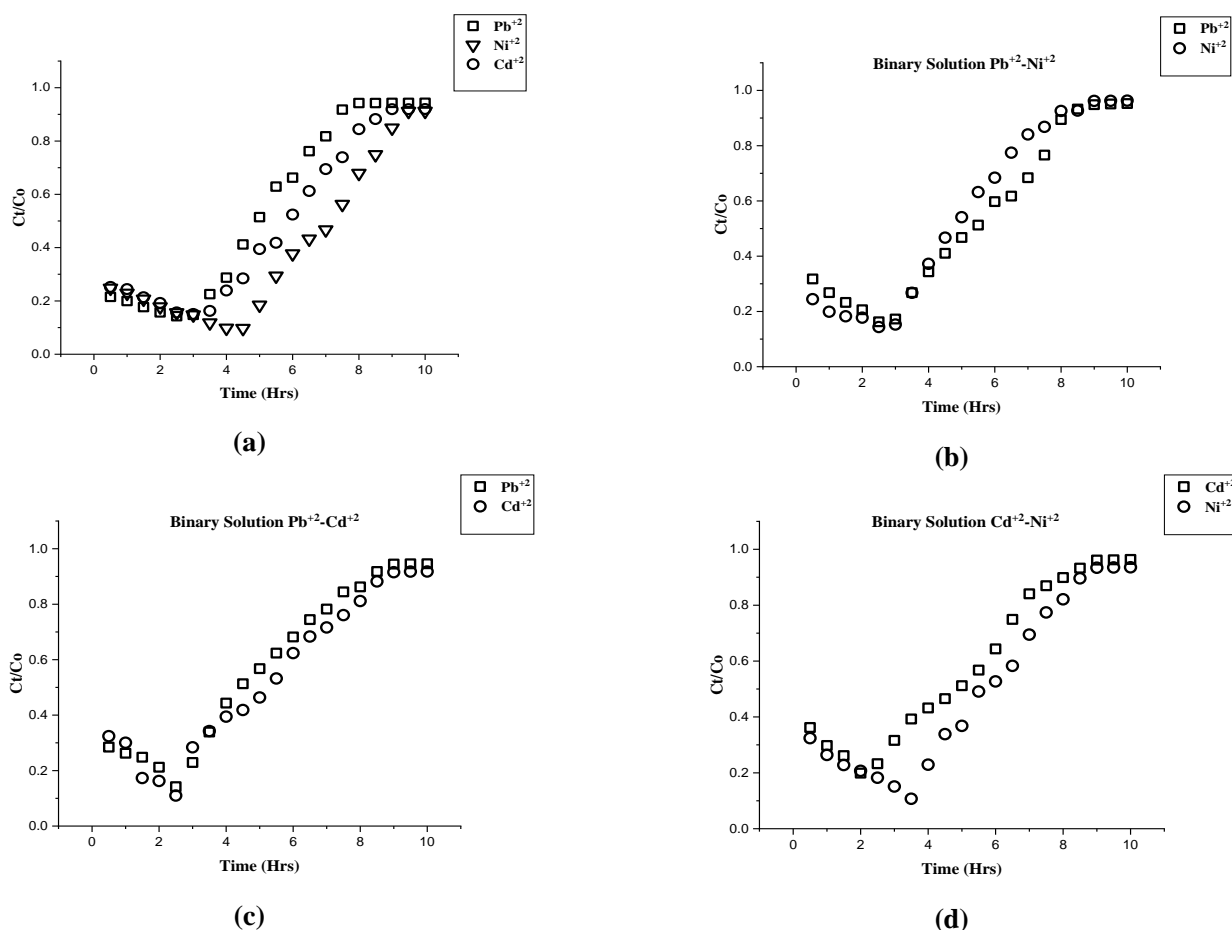 Pb+2
Ni+2
Cd+2
1.0
0.8
0.6
0.4
0.2
0.0
Ct/Co
0 2 4 6 8 10
Time (Hrs)
(a)
Pb+2
Ni+2
Binary Solution Pb+2-Ni+2
1.0
0.8
0.6
0.4
0.2
0.0
Ct/Co
0 2 4 6 8 10
Time (Hrs)
(b)
Pb+2
Cd+2
Binary Solution Pb+2-Cd+2
1.0
0.8
0.6
0.4
0.2
0.0
Ct/Co
0 2 4 6 8 10
Time (Hrs)
(c)
Cd+2
Ni+2
Binary Solution Cd+2-Ni+2
1.0
0.8
0.6
0.4
0.2
0.0
Ct/Co
0 2 4 6 8 10
Time (Hrs)
(d)